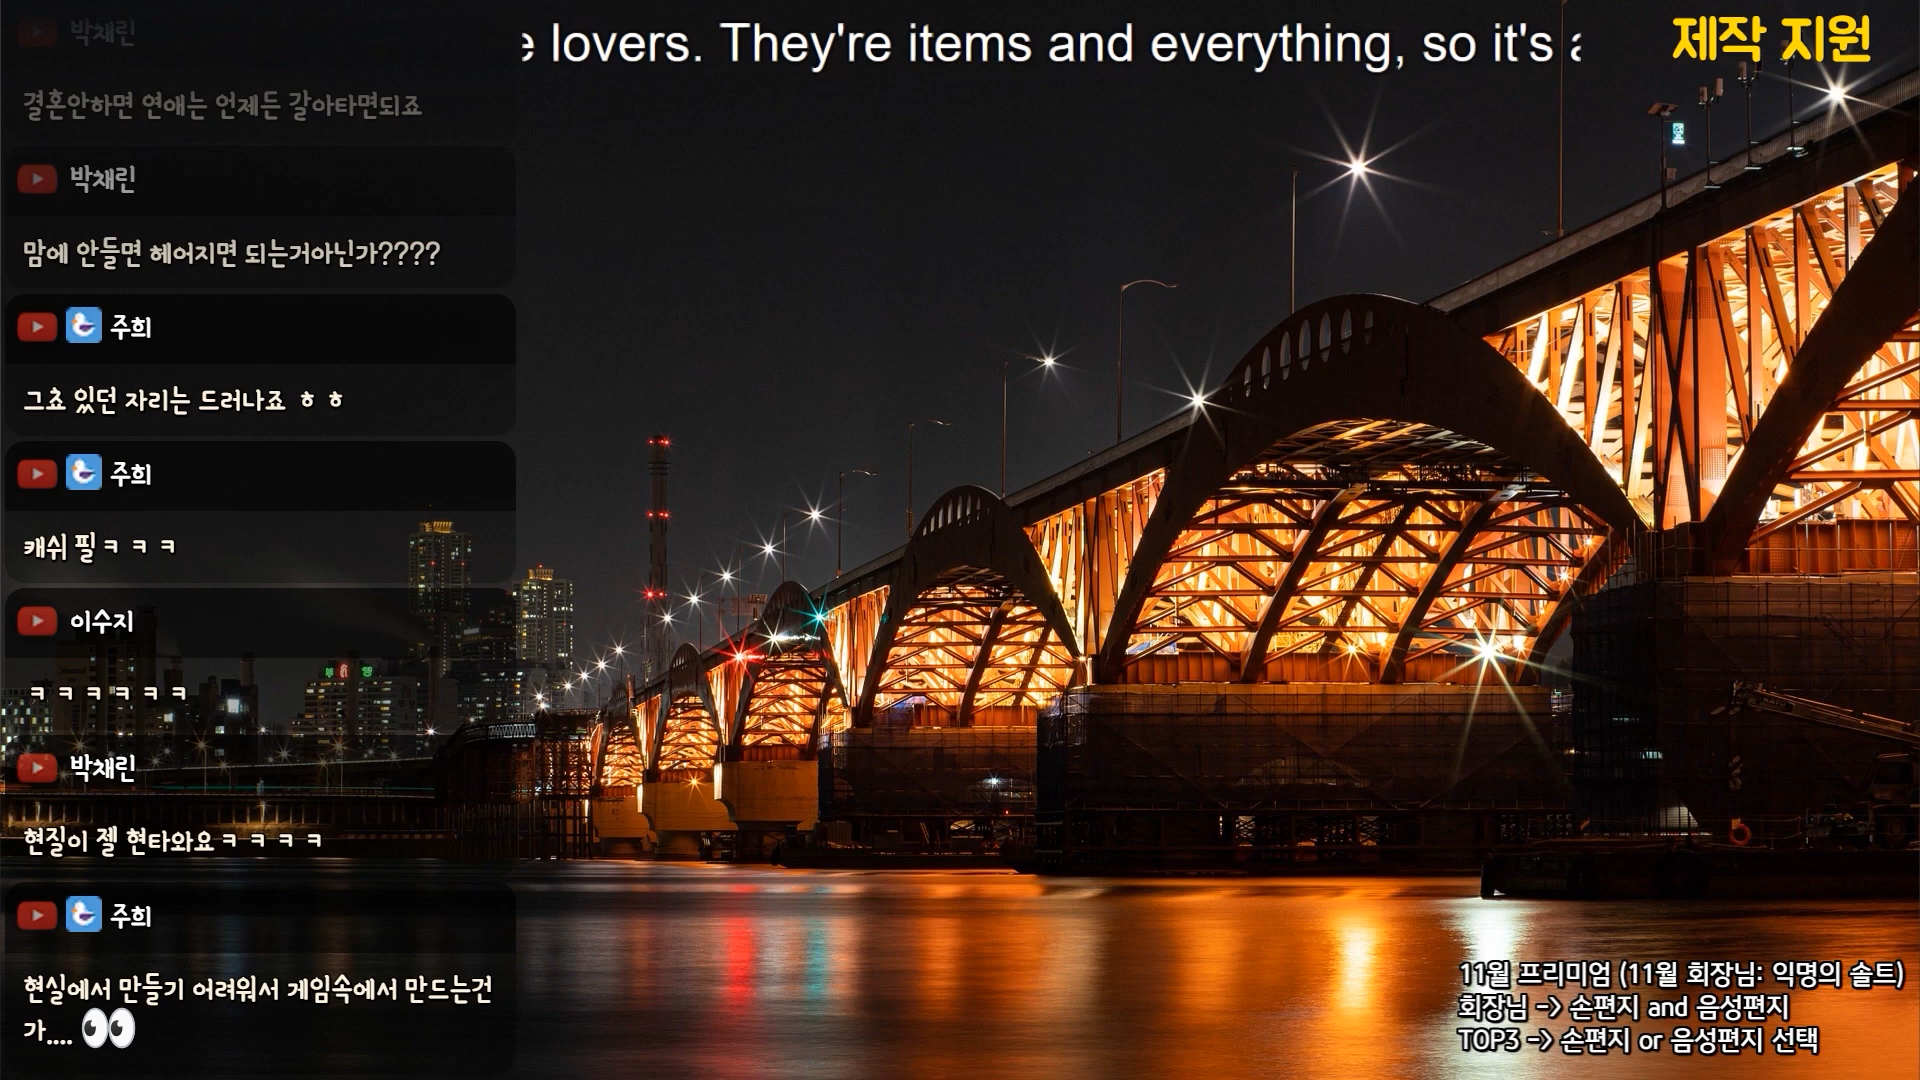 박채린
결혼안하면 연애는 언제든 갈아타면되죠
박채린
맘에 안들면 헤어지면 되는거아닌가????
주희
그쵸 있던 자리는 드러나죠 ㅎㅎ
주희
캐쉬 필ㅋㅋㅋ
이수지
ㅋㅋㅋㅋㅋㅋ
박채린
현질이 젤 현타와요ㅋㅋㅋㅋ
주희
현실에서 만들기 어려워서 게임속에서 만드는건
가.... 👀
lovers. They're items and everything, so it's
제작 지원
11월 프리미엄 (11월 회장님: 익명의 솔트)
회장님 -> 손편지 and 음성편지
TOP3 -> 손편지 or 음성편지 선택